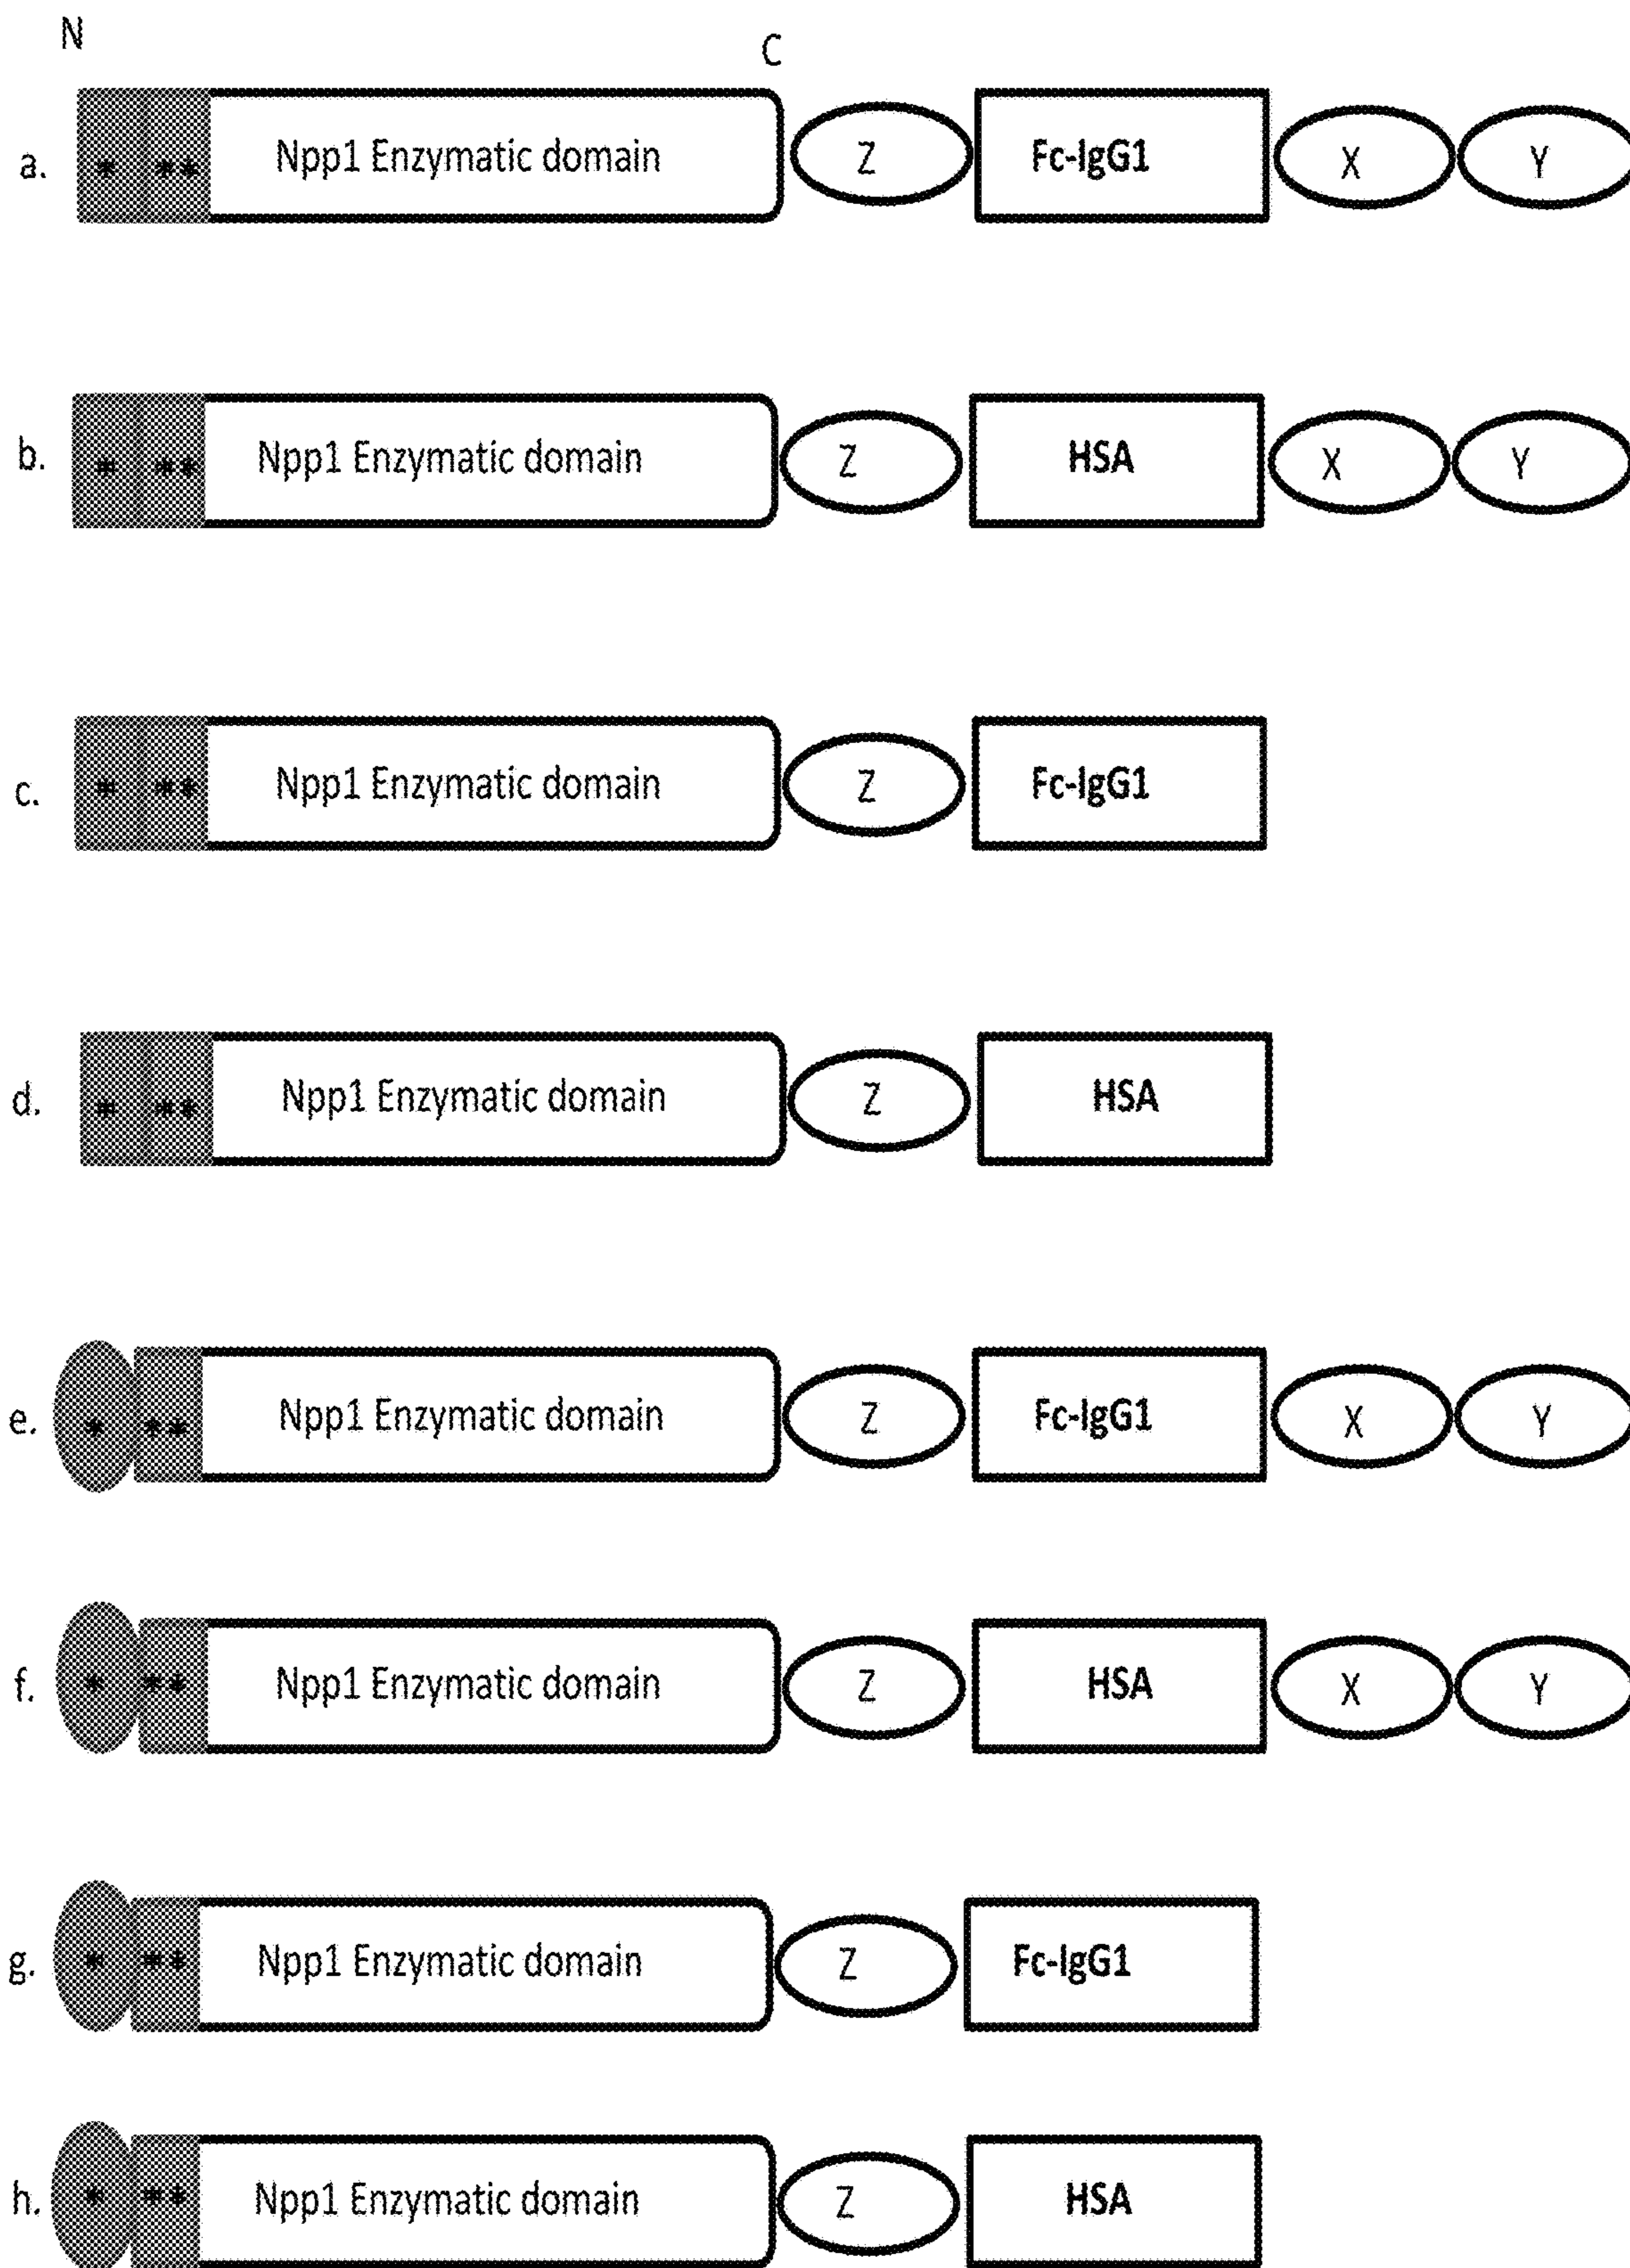 N
C
a. * ** Npp1 Enzymatic domain Z Fc-IgG1 X Y
b. * ** Npp1 Enzymatic domain Z HSA X Y
c. * ** Npp1 Enzymatic domain Z Fc-IgG1
d. * ** Npp1 Enzymatic domain Z HSA
e. * ** Npp1 Enzymatic domain Z Fc-IgG1 X Y
f. * ** Npp1 Enzymatic domain Z HSA X Y
g. * ** Npp1 Enzymatic domain Z Fc-IgG1
h. * ** Npp1 Enzymatic domain Z HSA